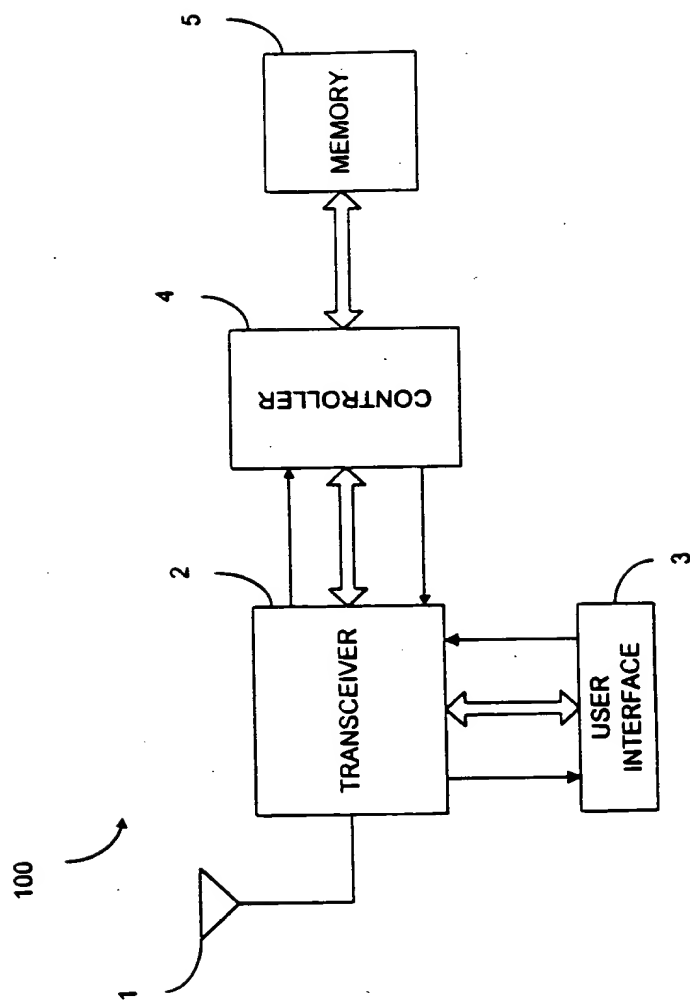 100
1
2
TRANSCEIVER
3
USER
INTERFACE
4
CONTROLLER
5
MEMORY